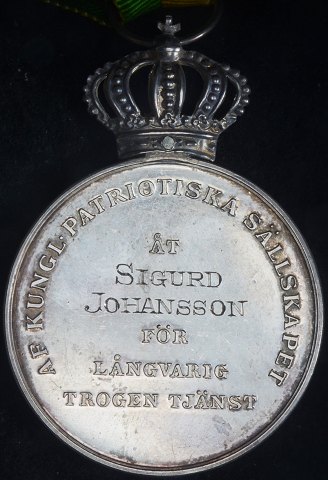 AF KUNGL. PATRIOTISKA SÄLLSKAPET
ÅT
SIGURD
JOHANSSON
FÖR
LÅNGVARIG
TROGEN TJÄNST